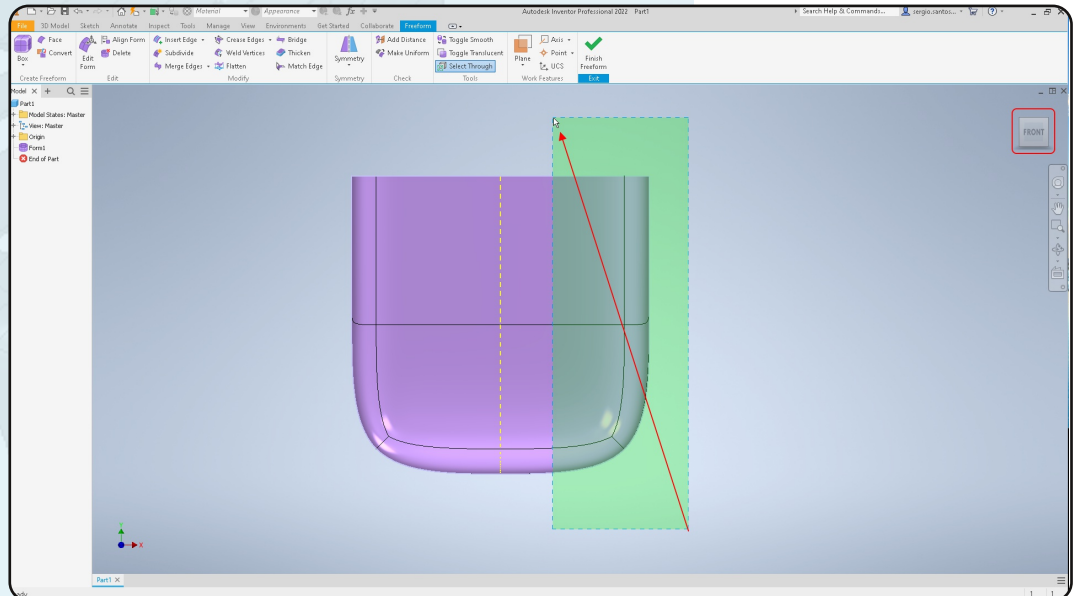 Material
Appearance
Autodesk Inventor Professional 2022 Part1
Search Help & Commands...
sergio.santos...
File 3D Model Sketch Annotate Inspect Tools Manage View Environments Get Started Collaborate Freeform
Face
Convert
Box
Create Freeform
Edit Form
Align Form
Delete
Edit
Insert Edge
Subdivide
Merge Edges
Crease Edges
Weld Vertices
Flatten
Bridge
Thicken
Match Edge
Modify
Symmetry
Symmetry
Add Distance
Make Uniform
Check
Toggle Smooth
Toggle Translucent
Select Through
Tools
Plane
Axis
Point
UCS
Work Features
Finish
Freeform
Exit
Model
Part1
Model States: Master
View: Master
Origin
Form1
End of Part
FRONT
X
Part1
1 1